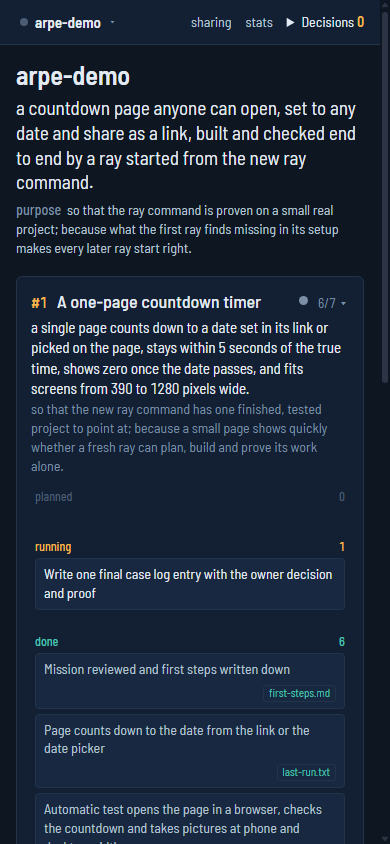 arpe-demo
sharing stats ▶ Decisions 0
arpe-demo
a countdown page anyone can open, set to any
date and share as a link, built and checked end
to end by a ray started from the new ray
command.
purpose so that the ray command is proven on a small real
project; because what the first ray finds missing in its setup
makes every later ray start right.
#1 A one-page countdown timer 6/7
a single page counts down to a date set in its link or
picked on the page, stays within 5 seconds of the true
time, shows zero once the date passes, and fits
screens from 390 to 1280 pixels wide.
so that the new ray command has one finished, tested
project to point at; because a small page shows quickly
whether a fresh ray can plan, build and prove its work
alone.
planned 0
running 1
Write one final case log entry with the owner decision
and proof
done 6
Mission reviewed and first steps written down
first-steps.md
Page counts down to the date from the link or the
date picker
last-run.txt
Automatic test opens the page in a browser, checks
the countdown and takes pictures at phone and